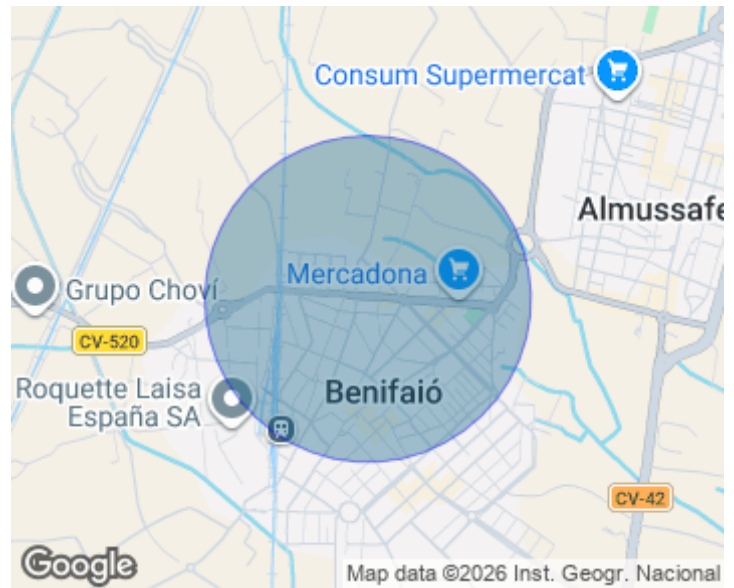 Consum Supermercat
Almussafe
Mercadona
Grupo Choví
CV-520
Roquette Laisa
España SA
Benifaió
CV-42
Google
Map data ©2026 Inst. Geogr. Nacional